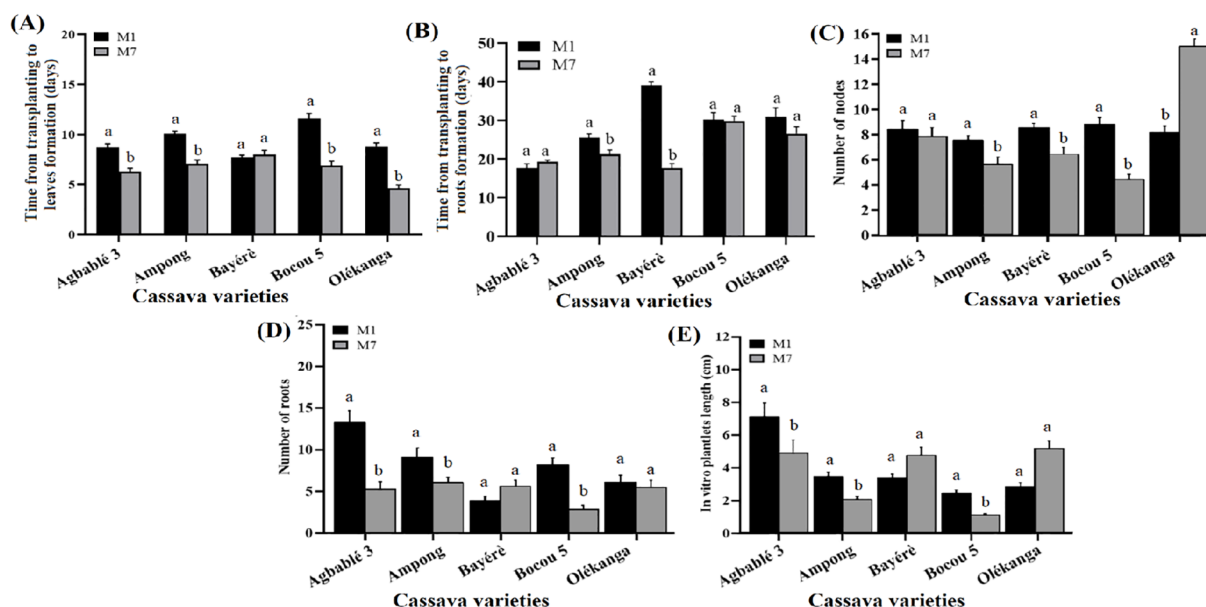 (A)
Time from transplanting to
leaves formation (days)
20
15
10
5
0
M1
M7
a
b
a
b
a
a
a
b
a
b
Agbablé 3
Ampong
Bayérè
Bocou 5
Olékanga
Cassava varieties
(B)
Time from transplanting to
roots formation (days)
50
40
30
20
10
0
M1
M7
a
a
a
b
a
b
a
a
a
a
Agbablé 3
Ampong
Bayérè
Bocou 5
Olékanga
Cassava varieties
(C)
Number of nodes
16
14
12
10
8
6
4
2
0
M1
M7
a
a
a
b
a
b
a
b
b
a
Agbablé 3
Ampong
Bayérè
Bocou 5
Olékanga
Cassava varieties
(D)
Number of roots
25
20
15
10
5
0
M1
M7
a
b
a
b
a
a
a
b
a
a
Agbablé 3
Ampong
Bayérè
Bocou 5
Olékanga
Cassava varieties
(E)
In vitro plantlets length (cm)
12
10
8
6
4
2
0
M1
M7
a
b
a
b
a
a
a
b
a
a
Agbablé 3
Ampong
Bayérè
Bocou 5
Olékanga
Cassava varieties